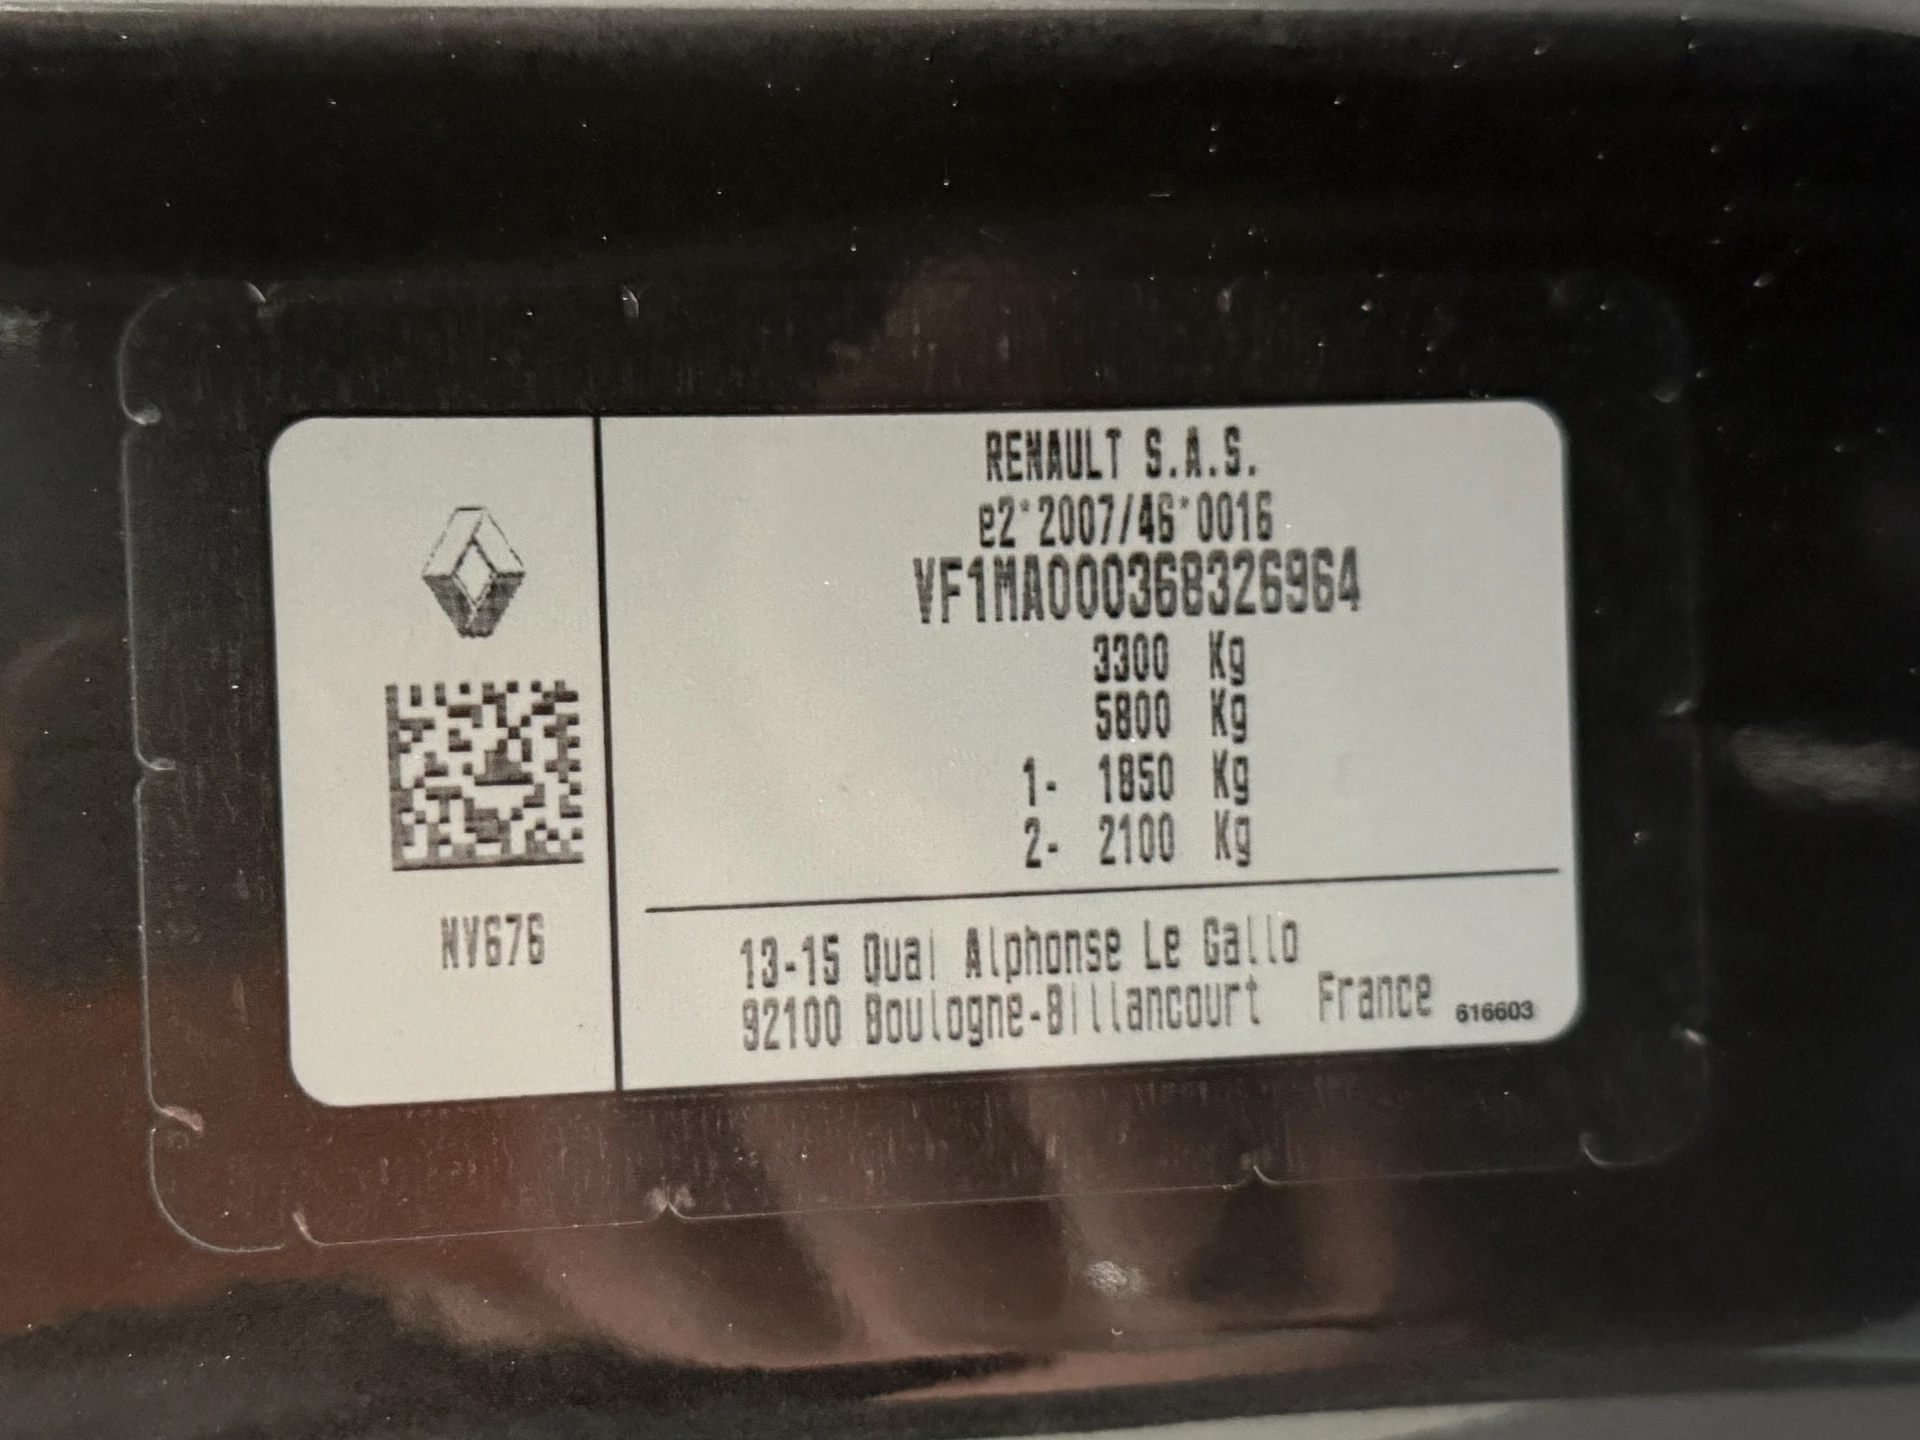 RENAULT S.A.S.
e2*2007/46*0016
VF1MA000368326964
3300 Kg
5800 Kg
1- 1850 Kg
2- 2100 Kg
NV676
13-15 Quai Alphonse Le Gallo
92100 Boulogne-Billancourt France 616603